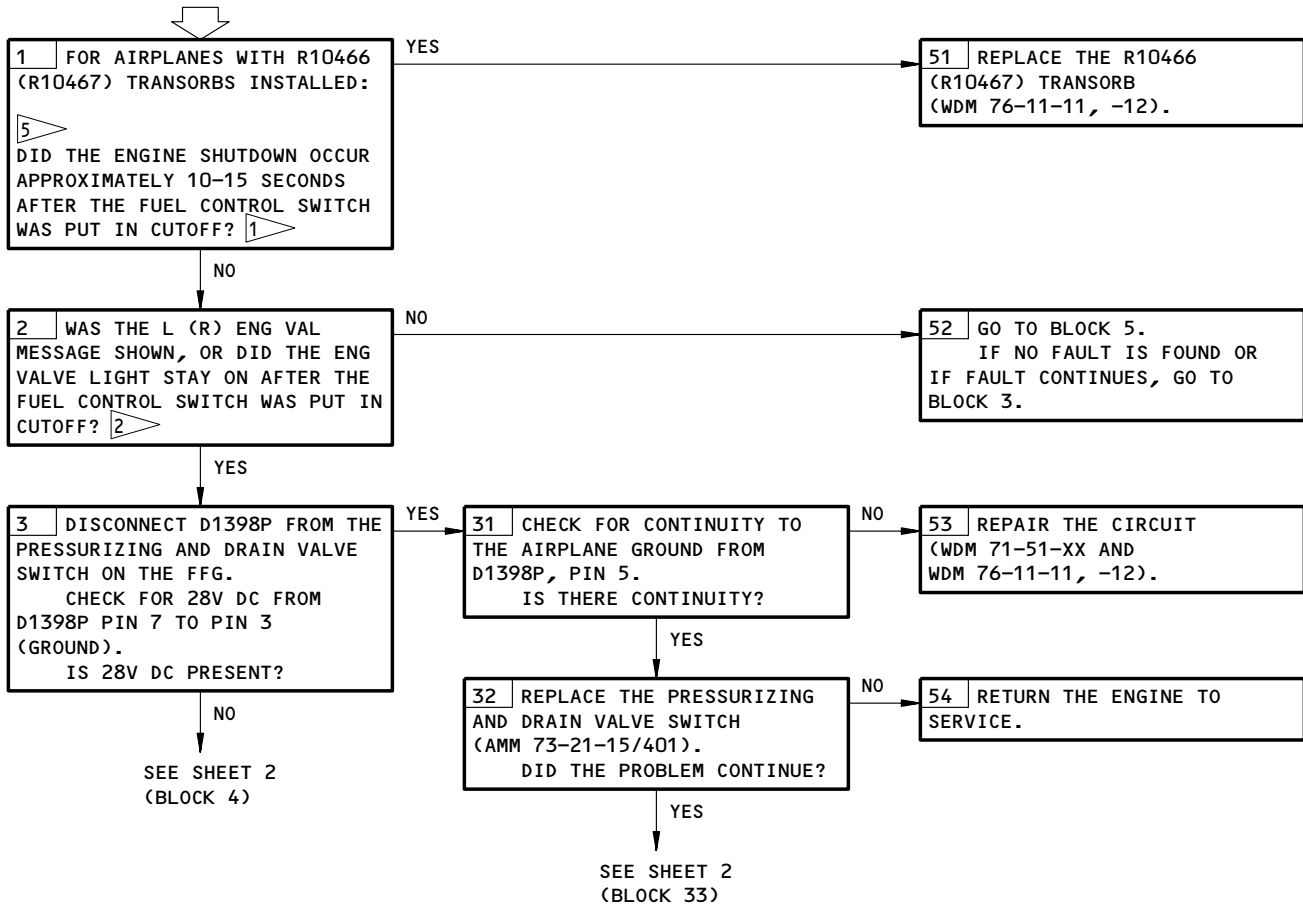 1 FOR AIRPLANES WITH R10466
(R10467) TRANSORBS INSTALLED:
5
DID THE ENGINE SHUTDOWN OCCUR
APPROXIMATELY 10-15 SECONDS
AFTER THE FUEL CONTROL SWITCH
WAS PUT IN CUTOFF? 1
YES
51 REPLACE THE R10466
(R10467) TRANSORB
(WDM 76-11-11, -12).
NO
2 WAS THE L (R) ENG VAL
MESSAGE SHOWN, OR DID THE ENG
VALVE LIGHT STAY ON AFTER THE
FUEL CONTROL SWITCH WAS PUT IN
CUTOFF? 2
NO
52 GO TO BLOCK 5.
IF NO FAULT IS FOUND OR
IF FAULT CONTINUES, GO TO
BLOCK 3.
YES
3 DISCONNECT D1398P FROM THE
PRESSURIZING AND DRAIN VALVE
SWITCH ON THE FFG.
CHECK FOR 28V DC FROM
D1398P PIN 7 TO PIN 3
(GROUND).
IS 28V DC PRESENT?
YES
31 CHECK FOR CONTINUITY TO
THE AIRPLANE GROUND FROM
D1398P, PIN 5.
IS THERE CONTINUITY?
NO
53 REPAIR THE CIRCUIT
(WDM 71-51-XX AND
WDM 76-11-11, -12).
YES
32 REPLACE THE PRESSURIZING
AND DRAIN VALVE SWITCH
(AMM 73-21-15/401).
DID THE PROBLEM CONTINUE?
NO
54 RETURN THE ENGINE TO
SERVICE.
NO
SEE SHEET 2
(BLOCK 4)
YES
SEE SHEET 2
(BLOCK 33)